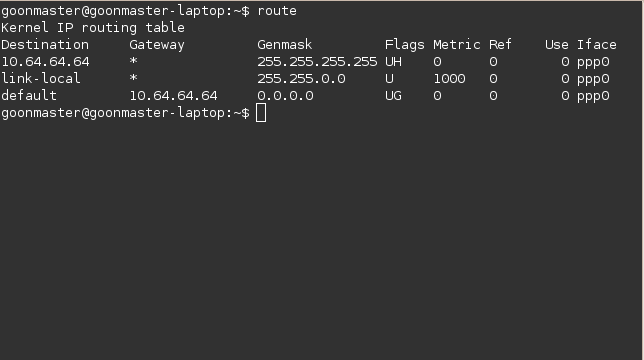 goonmaster@goonmaster-laptop:~$ route
Kernel IP routing table
Destination     Gateway         Genmask         Flags Metric Ref    Use Iface
10.64.64.64     *               255.255.255.255 UH    0      0        0 ppp0
link-local      *               255.255.0.0     U     1000   0        0 ppp0
default         10.64.64.64     0.0.0.0         UG    0      0        0 ppp0
goonmaster@goonmaster-laptop:~$